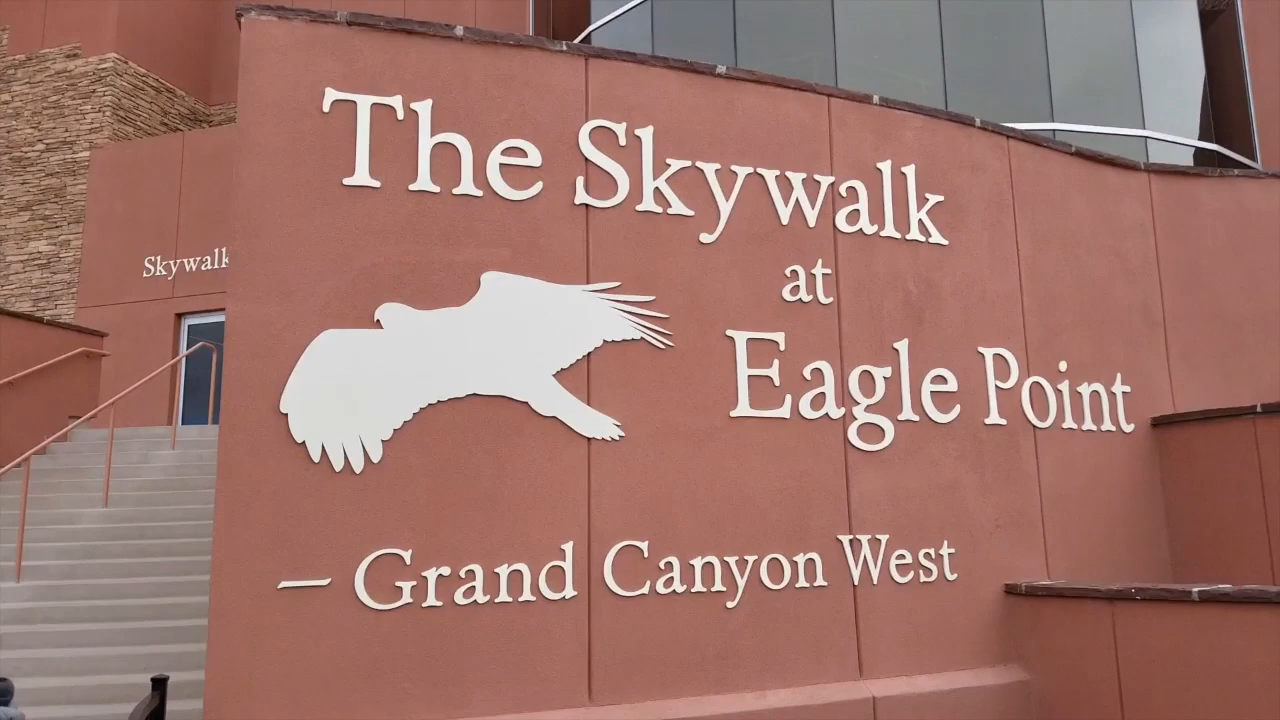 The Skywalk
at
Eagle Point
– Grand Canyon West
Skywalk